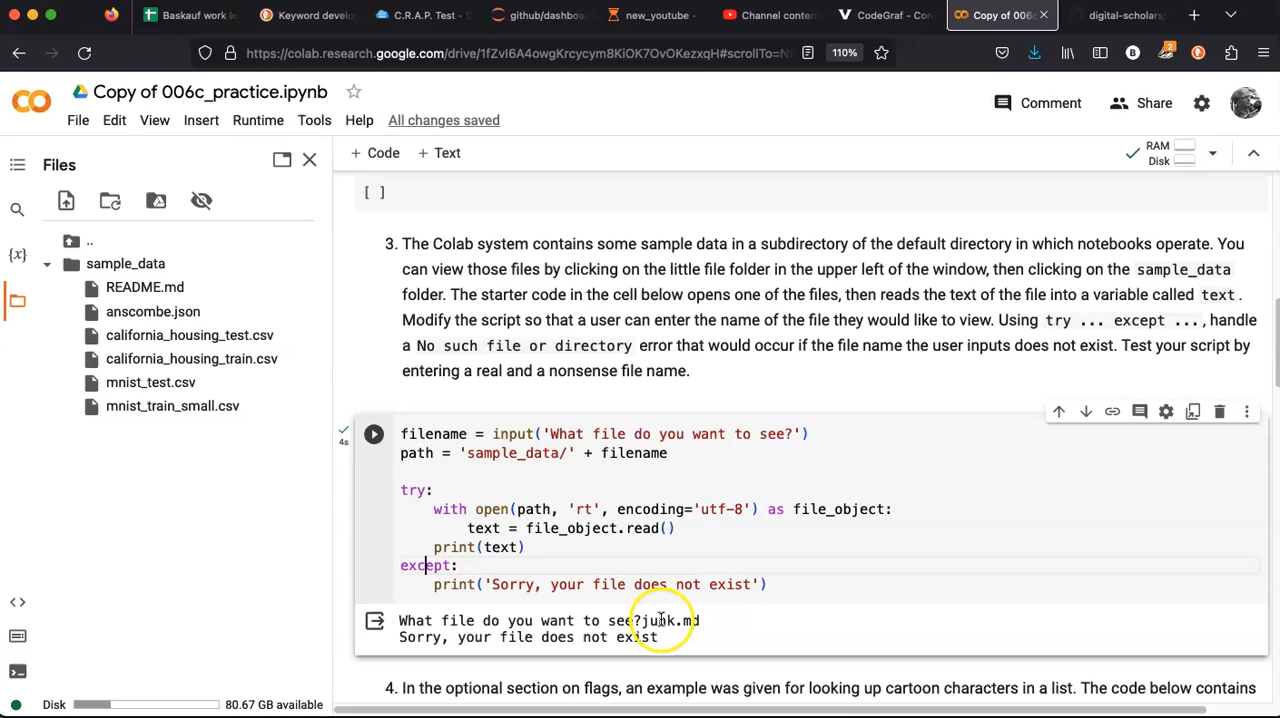 Baskauf work l
Keyword devel
C.R.A.P. Test -
github/dashbo
new_youtube
Channel conten
CodeGraf - Con
Copy of 006
digital-scholars
https://colab.research.google.com/drive/1fZvI6A4owgKrcycym8KiOK7OvOKezxqH#scrollTo=N
110%
2
Copy of 006c_practice.ipynb
Comment
Share
File Edit View Insert Runtime Tools Help All changes saved
Files
+ Code + Text
RAM
Disk
..
sample_data
README.md
anscombe.json
california_housing_test.csv
california_housing_train.csv
mnist_test.csv
mnist_train_small.csv
Disk 80.67 GB available
[ ]
3. The Colab system contains some sample data in a subdirectory of the default directory in which notebooks operate. You
can view those files by clicking on the little file folder in the upper left of the window, then clicking on the sample_data
folder. The starter code in the cell below opens one of the files, then reads the text of the file into a variable called text.
Modify the script so that a user can enter the name of the file they would like to view. Using try ... except ..., handle
a No such file or directory error that would occur if the file name the user inputs does not exist. Test your script by
entering a real and a nonsense file name.
4s
filename = input('What file do you want to see?')
path = 'sample_data/' + filename
try:
with open(path, 'rt', encoding='utf-8') as file_object:
text = file_object.read()
print(text)
except:
print('Sorry, your file does not exist')
What file do you want to see?junk.md
Sorry, your file does not exist
4. In the optional section on flags, an example was given for looking up cartoon characters in a list. The code below contains